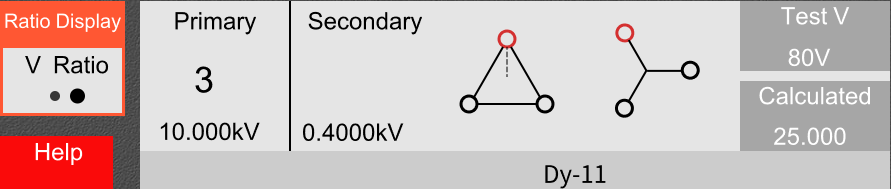 Ratio Display
V Ratio
Help
Primary
3
10.000kV
Secondary
0.4000kV
Test V
80V
Calculated
25.000
Dy-11